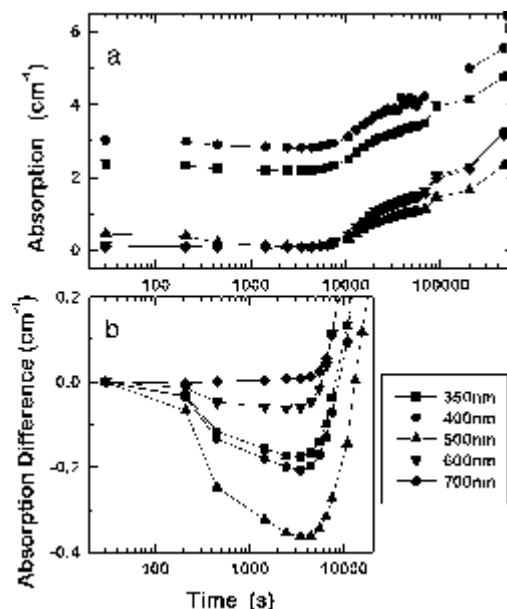 a
Absorption (cm⁻¹)
6
4
2
0
100
1000
10000
100000
b
Absorption Difference (cm⁻¹)
0.2
0.0
-0.2
-0.4
100
1000
10000
Time (s)
350nm
400nm
500nm
600nm
700nm